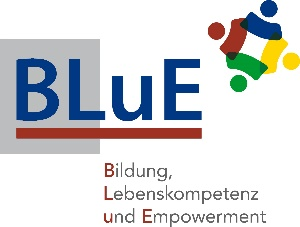 BLuE
Bildung,
Lebenskompetenz
und Empowerment